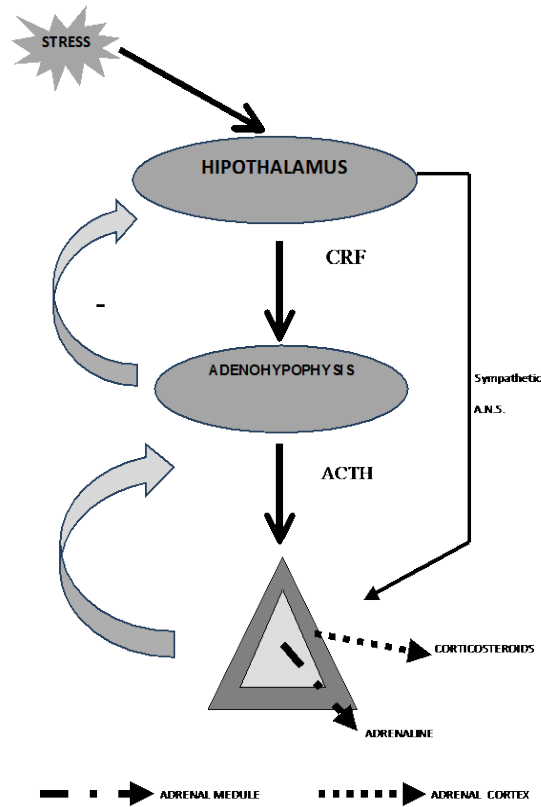 STRESS
HIPOTHALAMUS
CRF
-
ADENOHYPOPHYSIS
Sympathetic
A.N.S.
ACTH
CORTICOSTEROIDS
ADRENALINE
ADRENAL MEDULE
ADRENAL CORTEX